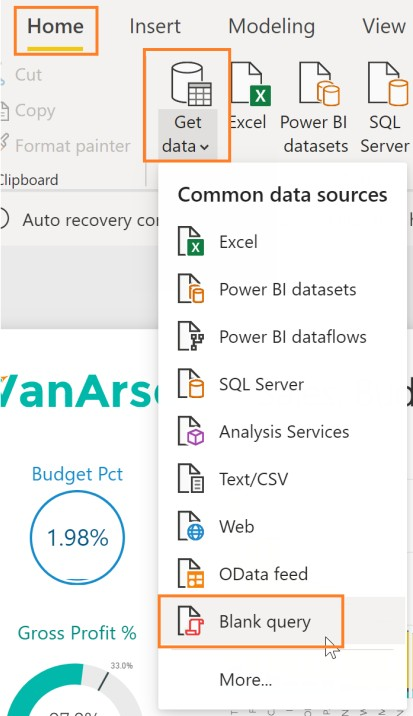 Home Insert Modeling View
Cut
Copy
Format painter
Clipboard
Get data
Excel
Power BI datasets
SQL Server
Auto recovery cor
Common data sources
Excel
Power BI datasets
Power BI dataflows
SQL Server
Analysis Services
Text/CSV
Web
OData feed
Blank query
More...
VanArs
Budget Pct
1.98%
Gross Profit %
33.0%